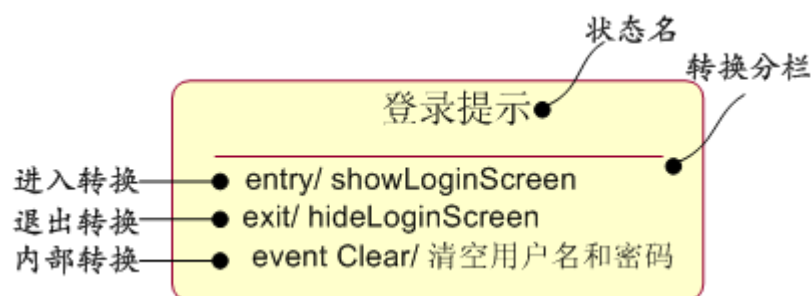 状态名
转换分栏
登录提示
进入转换 entry/ showLoginScreen
退出转换 exit/ hideLoginScreen
内部转换 event Clear/ 清空用户名和密码